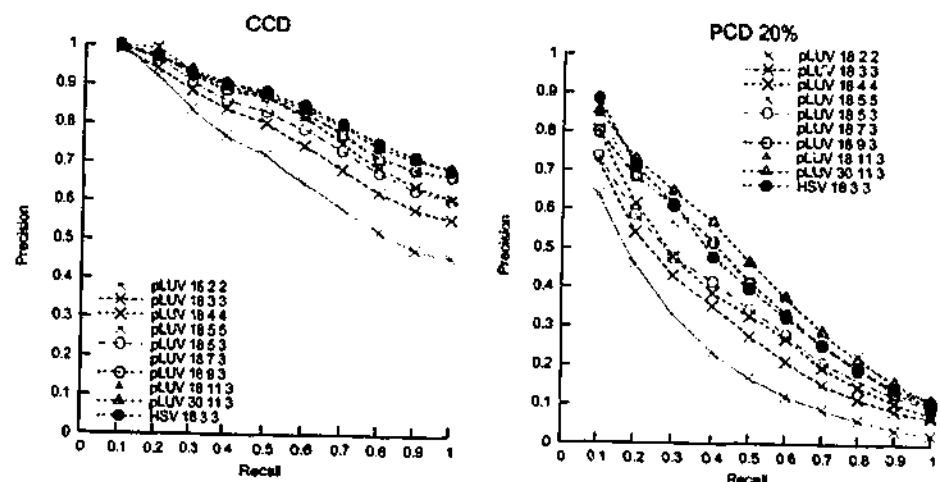 CCD
1
0.9
0.8
0.7
0.6
0.5
0.4
0.3
0.2
0.1
0
Precision
pLUV 18 2 2
pLUV 18 3 3
pLUV 18 4 4
pLUV 18 5 5
pLUV 18 5 3
pLUV 18 7 3
pLUV 18 9 3
pLUV 18 11 3
pLUV 30 11 3
HSV 18 3 3
0 0.1 0.2 0.3 0.4 0.5 0.6 0.7 0.8 0.9 1
Recall
PCD 20%
1
0.9
0.8
0.7
0.6
0.5
0.4
0.3
0.2
0.1
0
Precision
pLUV 18 2 2
pLUV 18 3 3
pLUV 18 4 4
pLUV 18 5 5
pLUV 18 5 3
pLUV 18 7 3
pLUV 18 9 3
pLUV 18 11 3
pLUV 30 11 3
HSV 18 3 3
0 0.1 0.2 0.3 0.4 0.5 0.6 0.7 0.8 0.9 1
Recall